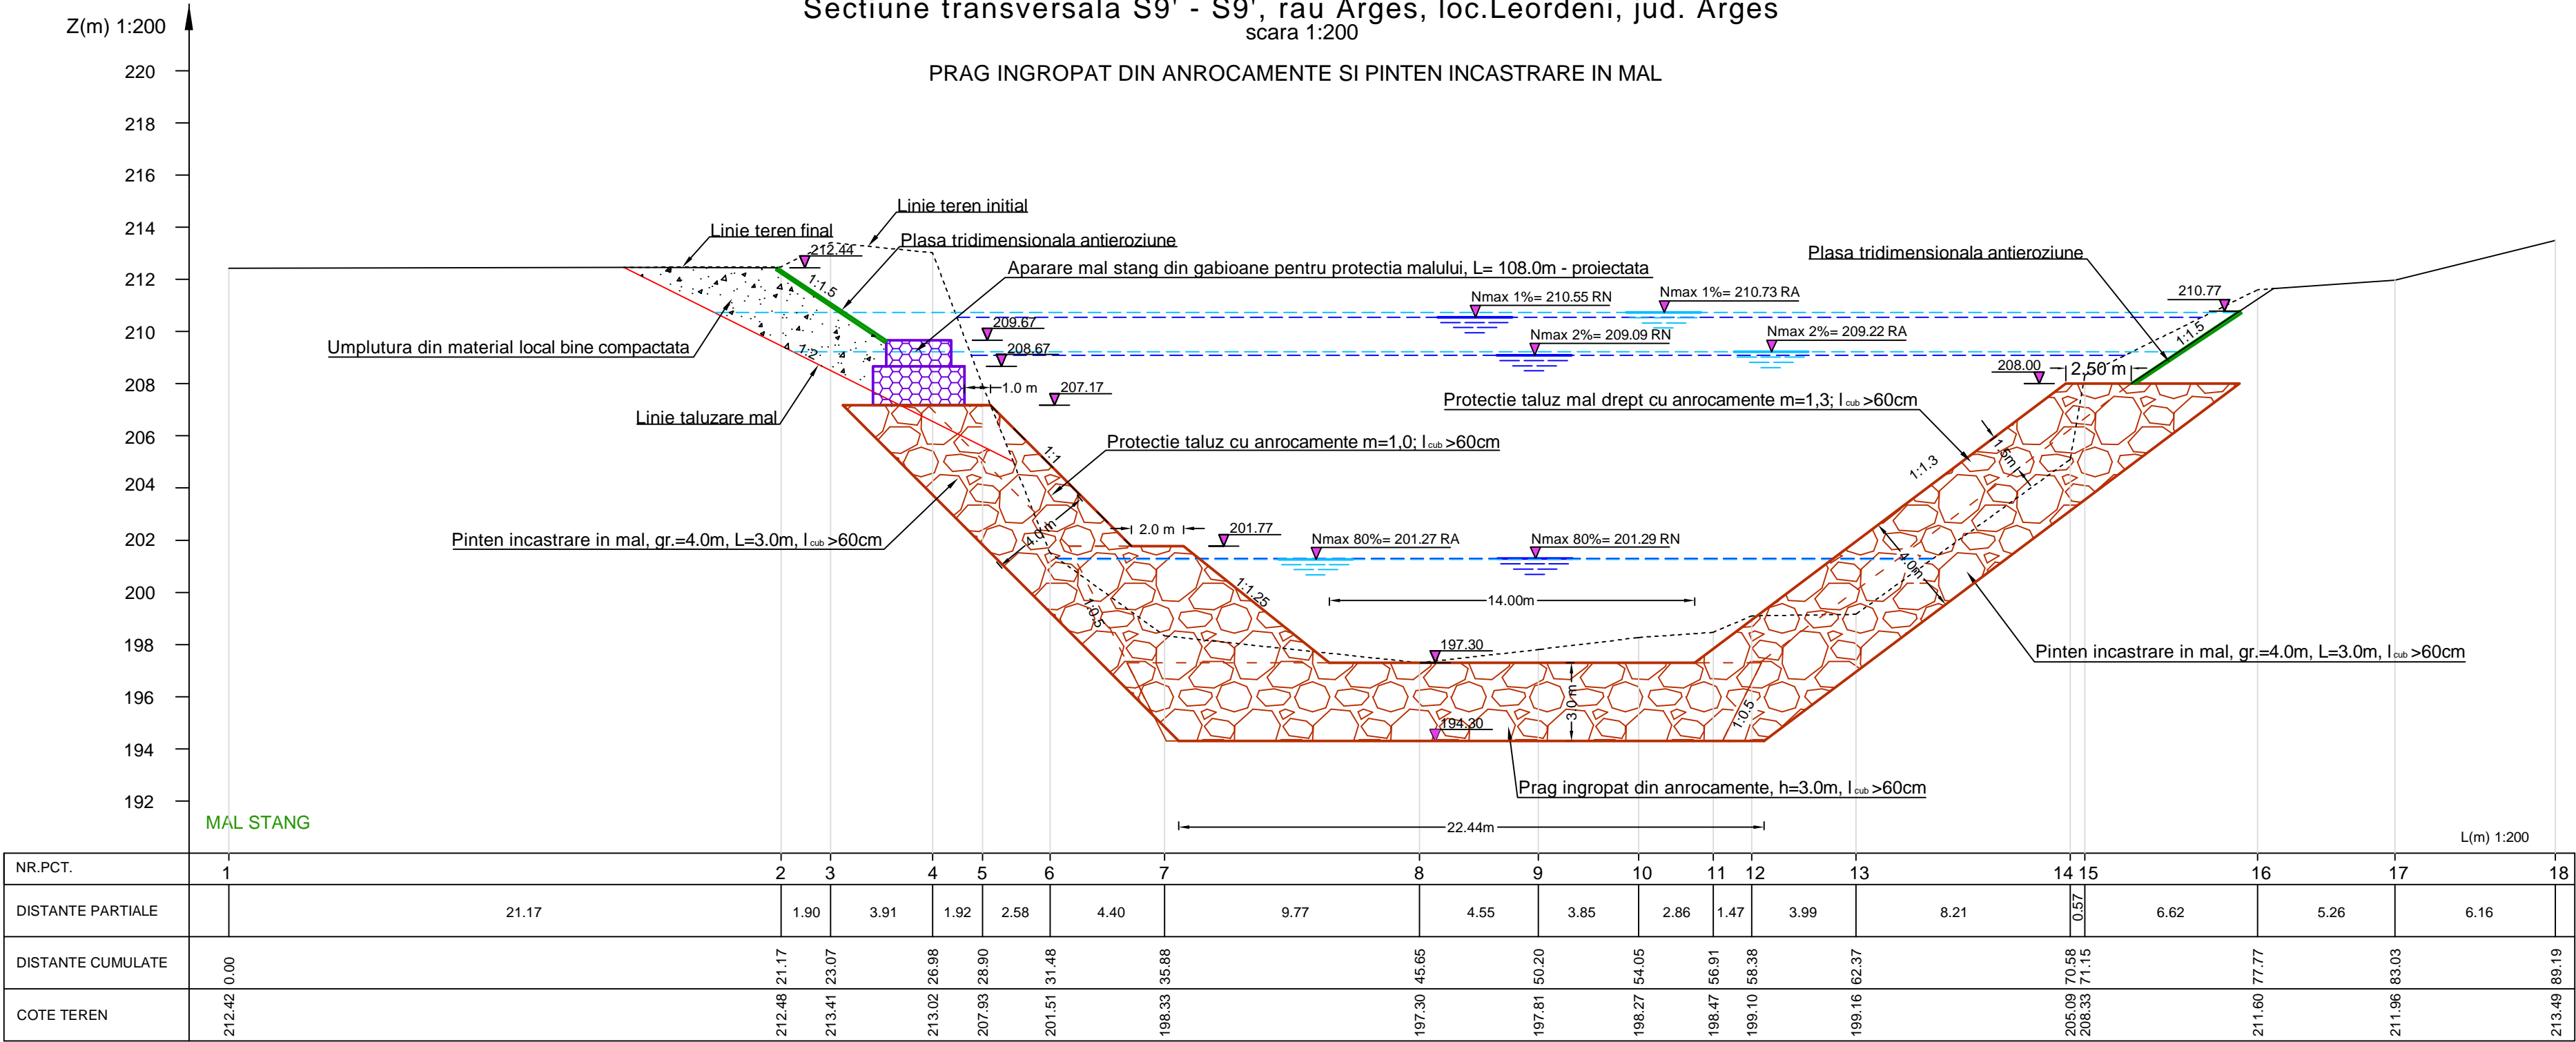 Sectiune transversala S9' - S9', rau Arges, loc.Leordeni, jud. Arges
scara 1:200
PRAG INGROPAT DIN ANROCAMENTE SI PINTEN INCASTRARE IN MAL
Z(m) 1:200
220
218
216
214
212
210
208
206
204
202
200
198
196
194
192
Linie teren initial
Linie teren final
212.44
Plasa tridimensionala antieroziune
Aparare mal stang din gabioane pentru protectia malului, L= 108.0m - proiectata
Plasa tridimensionala antieroziune
1:1.5
Nmax 1%= 210.55 RN
Nmax 1%= 210.73 RA
210.77
209.67
Nmax 2%= 209.09 RN
Nmax 2%= 209.22 RA
1:1.5
Umplutura din material local bine compactata
1:2
208.67
208.00
2.50 m
1.0 m
207.17
Protectie taluz mal drept cu anrocamente m=1,3; l cub >60cm
Linie taluzare mal
Protectie taluz cu anrocamente m=1,0; l cub >60cm
1:1
1.5m
1:1.3
Pinten incastrare in mal, gr.=4.0m, L=3.0m, l cub >60cm
4.0 m
2.0 m
201.77
Nmax 80%= 201.27 RA
Nmax 80%= 201.29 RN
4.0m
1:1.25
14.00m
1:0.5
197.30
Pinten incastrare in mal, gr.=4.0m, L=3.0m, l cub >60cm
3.0 m
194.30
1:0.5
Prag ingropat din anrocamente, h=3.0m, l cub >60cm
MAL STANG
22.44m
L(m) 1:200
NR.PCT. 1 2 3 4 5 6 7 8 9 10 11 12 13 14 15 16 17 18
DISTANTE PARTIALE 21.17 1.90 3.91 1.92 2.58 4.40 9.77 4.55 3.85 2.86 1.47 3.99 8.21 0.57 6.62 5.26 6.16
DISTANTE CUMULATE 0.00 21.17 23.07 26.98 28.90 31.48 35.88 45.65 50.20 54.05 56.91 58.38 62.37 70.58 71.15 77.77 83.03 89.19
COTE TEREN 212.42 212.48 213.41 213.02 207.93 201.51 198.33 197.30 197.81 198.27 198.47 199.10 199.16 205.09 208.33 211.60 211.96 213.49